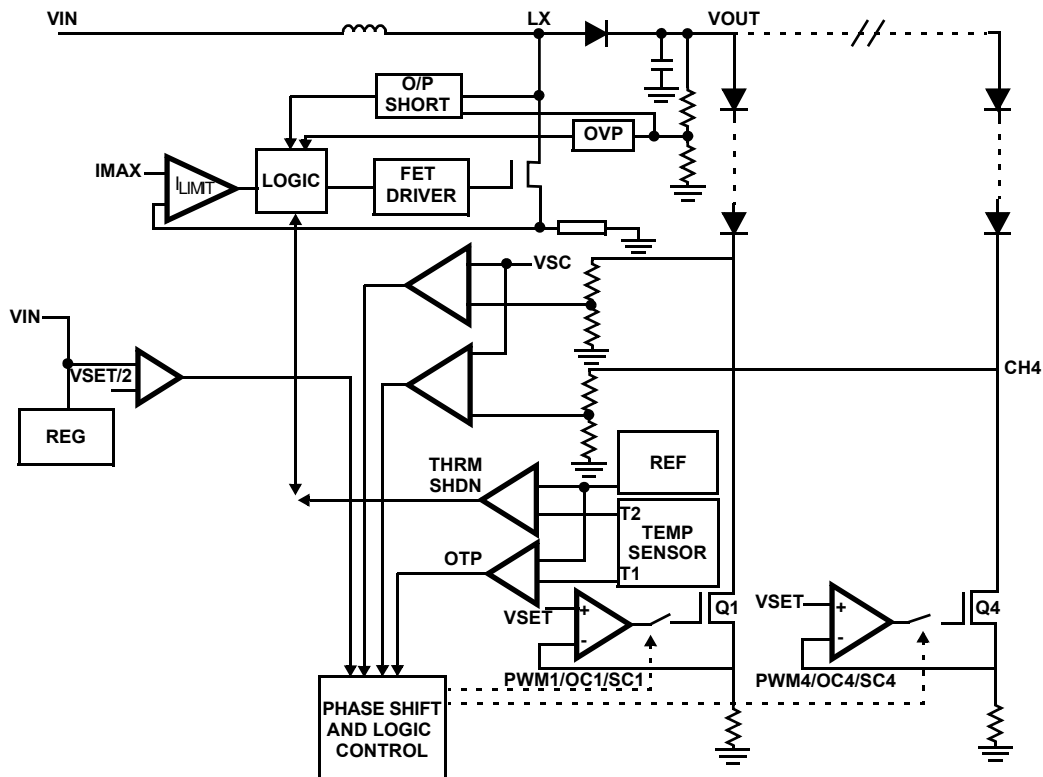 VIN
LX
VOUT
O/P
SHORT
OVP
IMAX
ILIMIT
LOGIC
FET
DRIVER
VSC
VIN
VSET/2
REG
CH4
THRM
SHDN
REF
T2
TEMP
SENSOR
OTP
T1
VSET
+
-
Q1
VSET
+
-
Q4
PWM1/OC1/SC1
PWM4/OC4/SC4
PHASE SHIFT
AND LOGIC
CONTROL